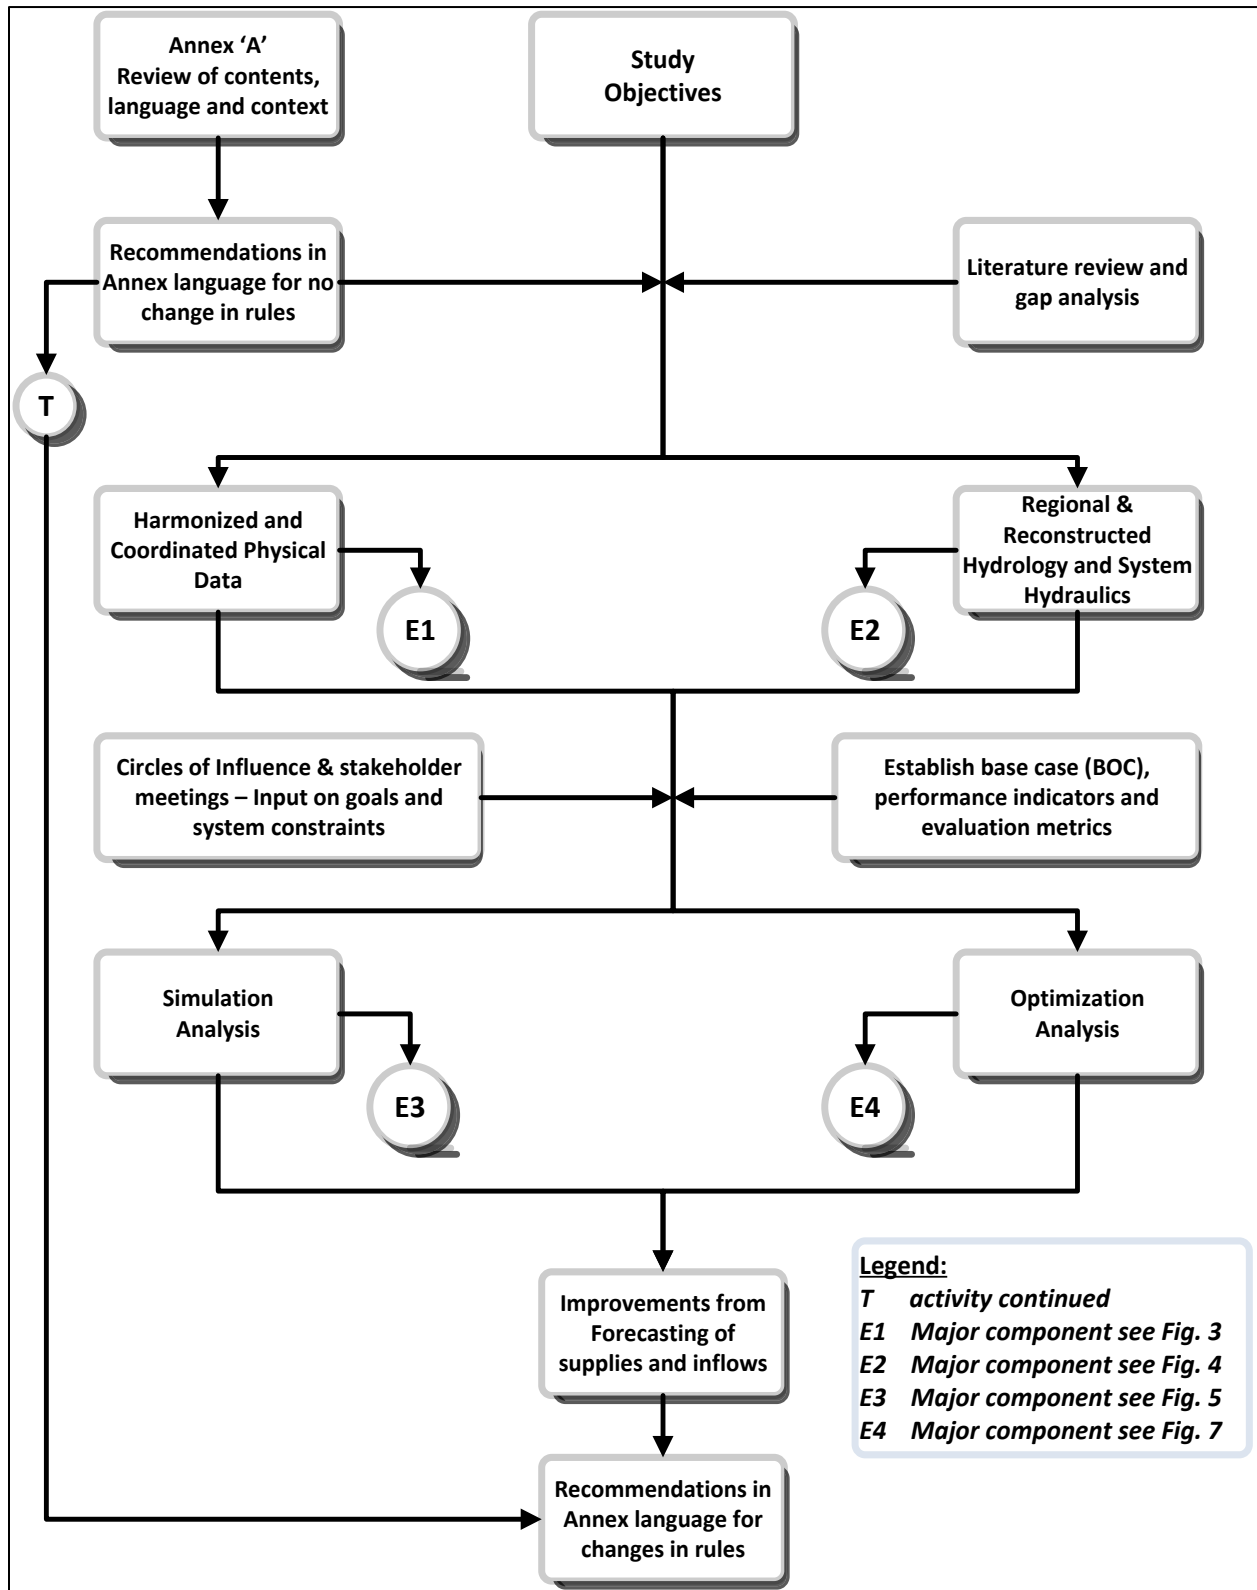 Annex ‘A’
Review of contents,
language and context
Study
Objectives
Recommendations in
Annex language for no
change in rules
Literature review and
gap analysis
T
Harmonized and
Coordinated Physical
Data
Regional &
Reconstructed
Hydrology and System
Hydraulics
E1
E2
Circles of Influence & stakeholder
meetings – Input on goals and
system constraints
Establish base case (BOC),
performance indicators and
evaluation metrics
Simulation
Analysis
Optimization
Analysis
E3
E4
Improvements from
Forecasting of
supplies and inflows
Legend:
T activity continued
E1 Major component see Fig. 3
E2 Major component see Fig. 4
E3 Major component see Fig. 5
E4 Major component see Fig. 7
Recommendations in
Annex language for
changes in rules